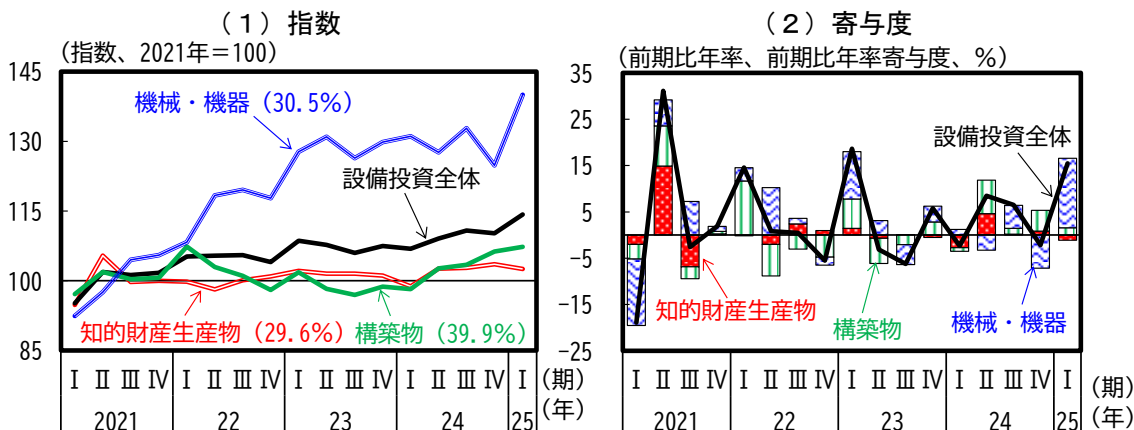 （１）指数
(指数、2021年＝100)
145
130
115
100
85
機械・機器（30.5%）
設備投資全体
知的財産生産物（29.6%）
構築物（39.9%）
Ⅰ Ⅱ Ⅲ Ⅳ Ⅰ Ⅱ Ⅲ Ⅳ Ⅰ Ⅱ Ⅲ Ⅳ Ⅰ Ⅱ Ⅲ Ⅳ Ⅰ (期)
2021 22 23 24 25 (年)
（２）寄与度
(前期比年率、前期比年率寄与度、%)
35
25
15
5
-5
-15
-25
設備投資全体
知的財産生産物
構築物
機械・機器
Ⅰ Ⅱ Ⅲ Ⅳ Ⅰ Ⅱ Ⅲ Ⅳ Ⅰ Ⅱ Ⅲ Ⅳ Ⅰ Ⅱ Ⅲ Ⅳ Ⅰ (期)
2021 22 23 24 25 (年)